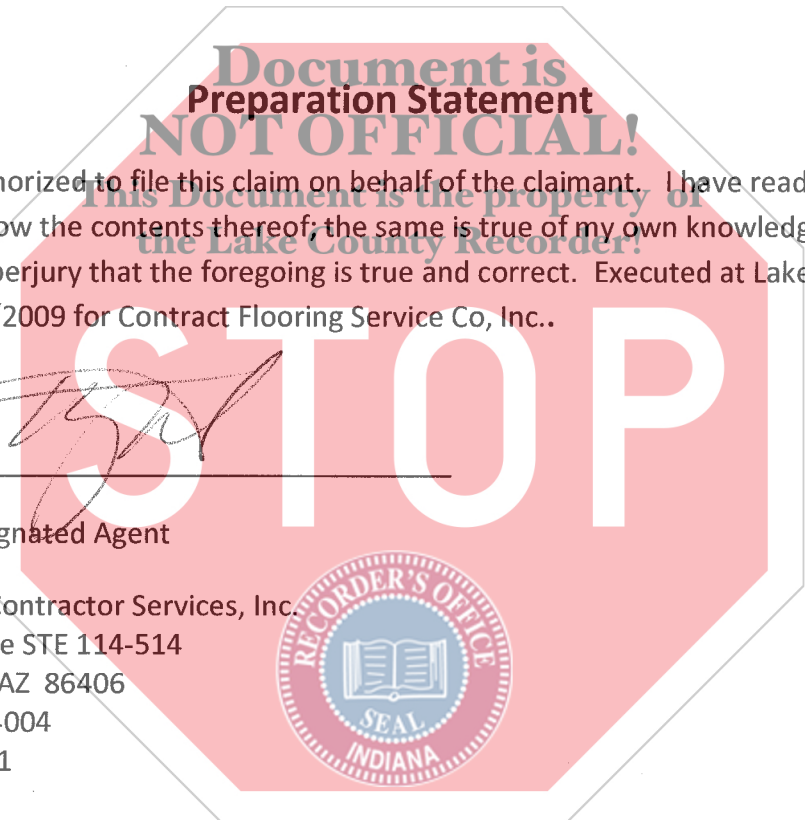 Document is
Preparation Statement
NOT OFFICIAL!
horized to file this claim on behalf of the claimant. I have read
This Document is the property of
ow the contents thereof; the same is true of my own knowledg
the Lake County Recorder!
perjury that the foregoing is true and correct. Executed at Lake
/2009 for Contract Flooring Service Co, Inc..
STOP
gnated Agent
Contractor Services, Inc.
e STE 114-514
AZ 86406
-004
1
RECORDER'S OFFICE
SEAL
INDIANA